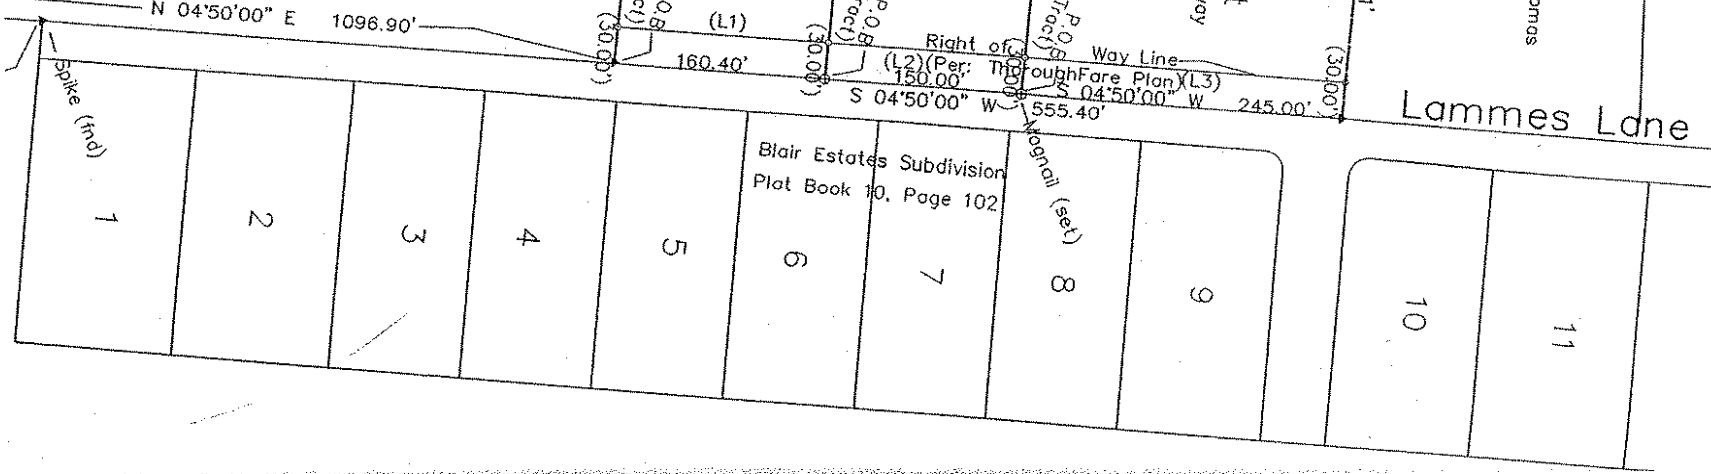 N 04°50'00" E 1096.90'
(30.00')
(L1)
160.40'
P.O.B.
(30.00')
Right of
Way Line
(L2)(Per: ThoroughFare Plan)(L3)
150.00'
S 04°50'00" W
P.O.B.
(30.00')
S 04°50'00" W 245.00'
555.40'
(30.00')
Lammes Lane
Spike (fnd)
Magnail (set)
Blair Estates Subdivision
Plat Book 10, Page 102
1
2
3
4
5
6
7
8
9
10
11